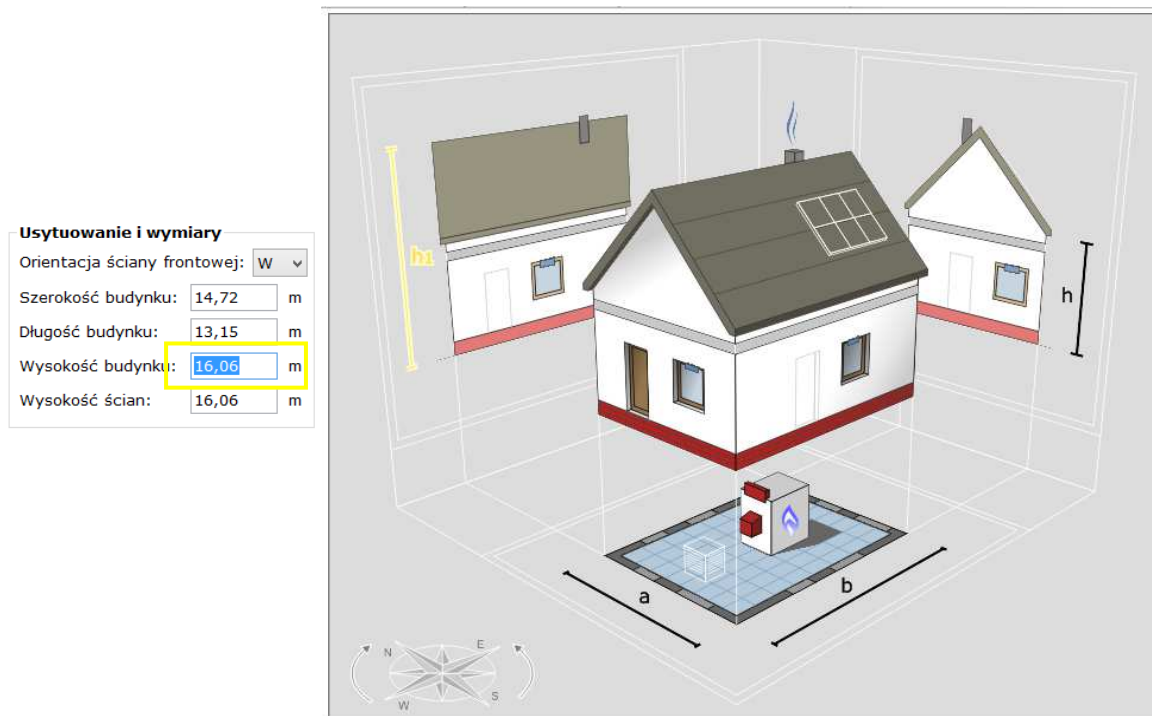 Usytuowanie i wymiary
Orientacja ściany frontowej: W
Szerokość budynku: 14,72 m
Długość budynku: 13,15 m
Wysokość budynku: 16,06 m
Wysokość ścian: 16,06 m
h1
h
a
b
N
E
W
S